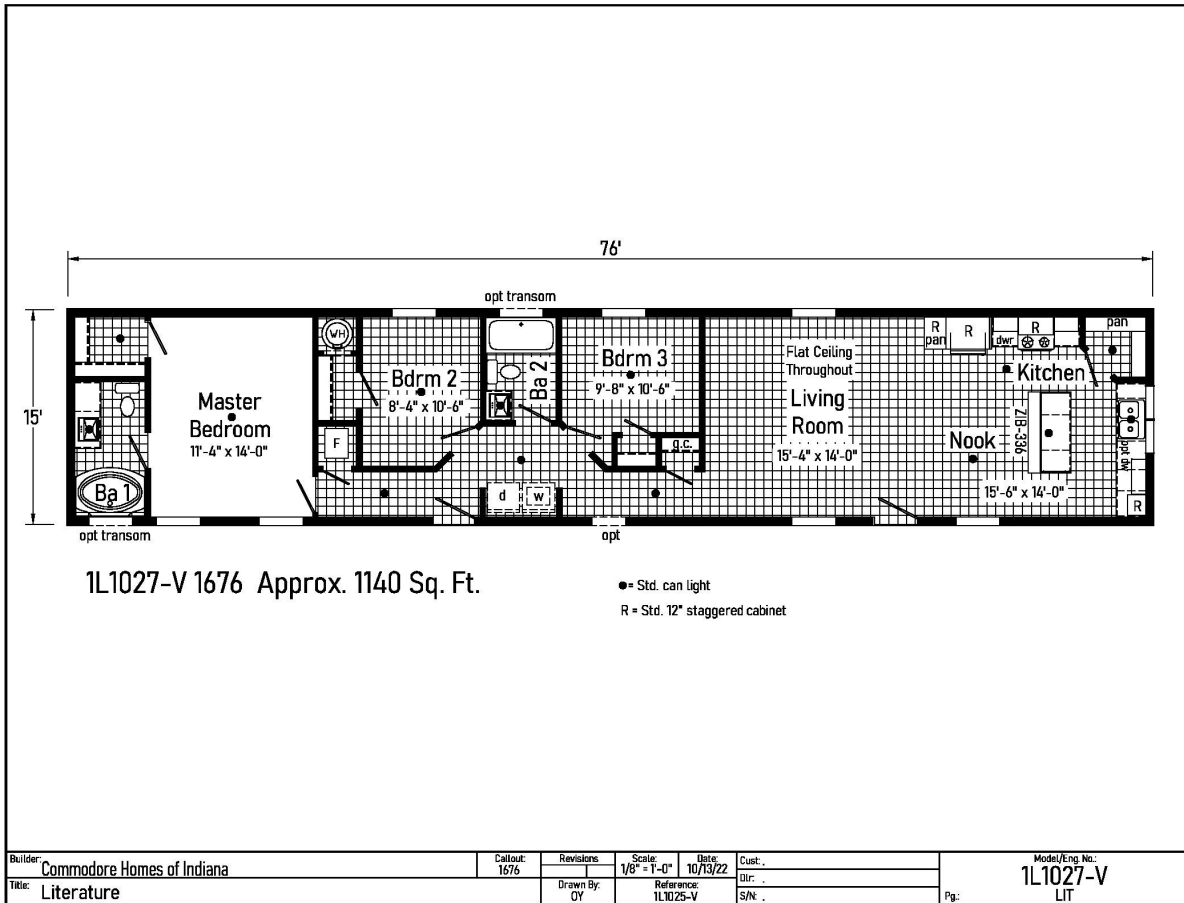 76'
15'
opt transom
WH
Bdrm 2
8'-4" x 10'-6"
Ba 2
Bdrm 3
9'-8" x 10'-6"
Flat Ceiling
Throughout
Living
Room
15'-4" x 14'-0"
R
pan
R
dwr
R
pan
Kitchen
ZIB-336
Nook
15'-6" x 14'-0"
opt dw
R
Master
Bedroom
11'-4" x 14'-0"
F
g.c.
d
w
Ba 1
opt transom
opt
1L1027-V 1676 Approx. 1140 Sq. Ft.
●= Std. can light
R = Std. 12" staggered cabinet
Builder: Commodore Homes of Indiana
Title: Literature
Callout:
1676
Revisions
Drawn By:
OY
Scale:
1/8" = 1'-0"
Date:
10/13/22
Reference:
1L1025-V
Cust: .
Dlr: .
S/N: .
Model/Eng. No.:
1L1027-V
Pg.: LIT